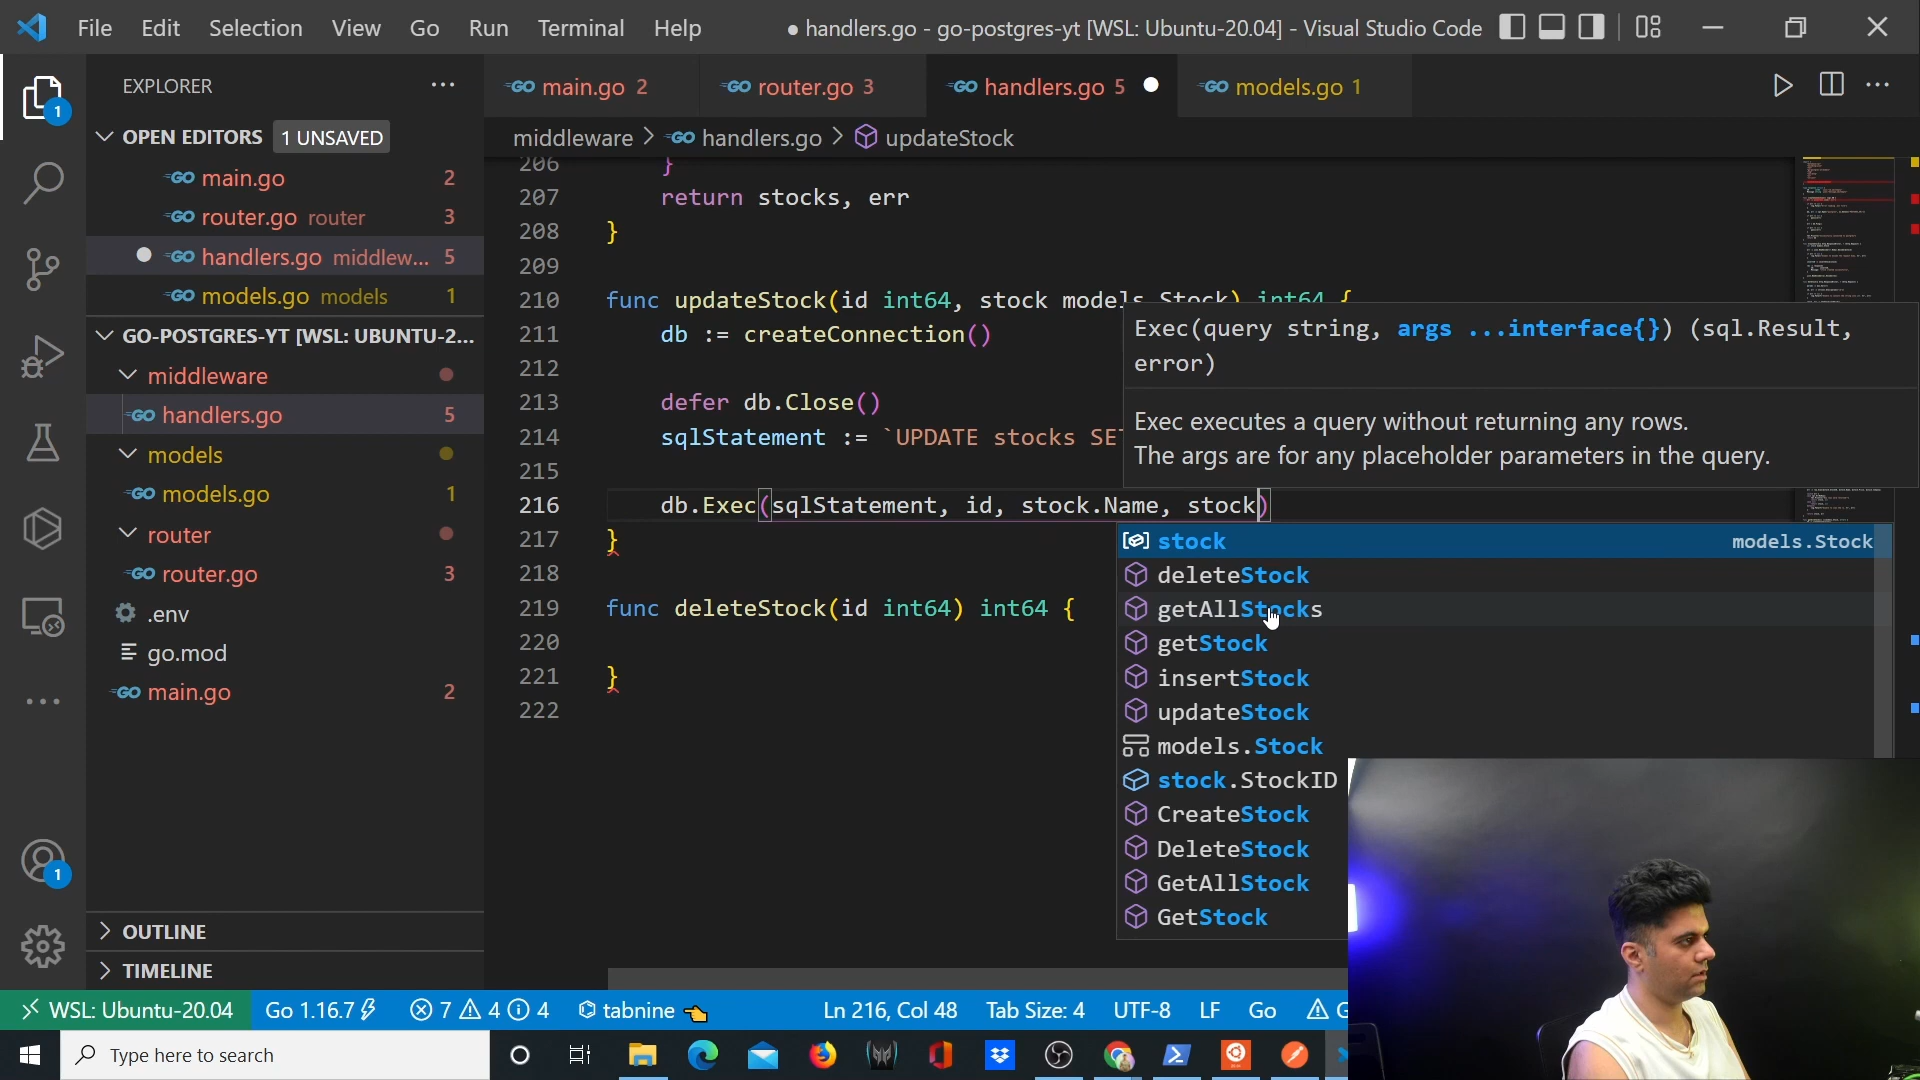 File Edit Selection View Go Run Terminal Help
● handlers.go - go-postgres-yt [WSL: Ubuntu-20.04] - Visual Studio Code
EXPLORER
main.go 2
router.go 3
handlers.go 5
models.go 1
OPEN EDITORS 1 UNSAVED
middleware > handlers.go > updateStock
main.go 2
router.go router 3
handlers.go middlew... 5
models.go models 1
GO-POSTGRES-YT [WSL: UBUNTU-2...
middleware
handlers.go 5
models
models.go 1
router
router.go 3
.env
go.mod
main.go 2
OUTLINE
TIMELINE
206 }
207 return stocks, err
208 }
209
210 func updateStock(id int64, stock models.Stock) int64 {
211 db := createConnection()
212
213 defer db.Close()
214 sqlStatement := `UPDATE stocks SE
215
216 db.Exec(sqlStatement, id, stock.Name, stock)
217 }
218
219 func deleteStock(id int64) int64 {
220
221 }
222
Exec(query string, args ...interface{}) (sql.Result,
error)
Exec executes a query without returning any rows.
The args are for any placeholder parameters in the query.
stock models.Stock
deleteStock
getAllStocks
getStock
insertStock
updateStock
models.Stock
stock.StockID
CreateStock
DeleteStock
GetAllStock
GetStock
1
1
WSL: Ubuntu-20.04 Go 1.16.7 7 4 4 tabnine Ln 216, Col 48 Tab Size: 4 UTF-8 LF Go
Type here to search